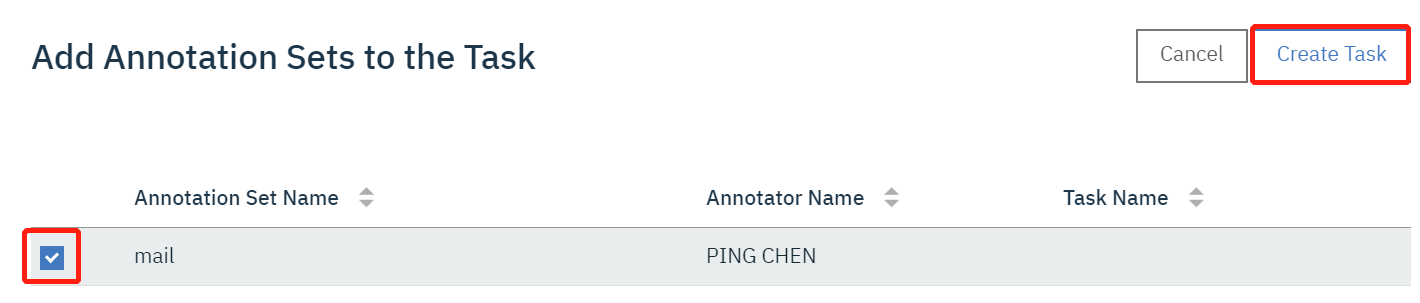 Add Annotation Sets to the Task
Cancel
Create Task
Annotation Set Name
Annotator Name
Task Name
mail
PING CHEN